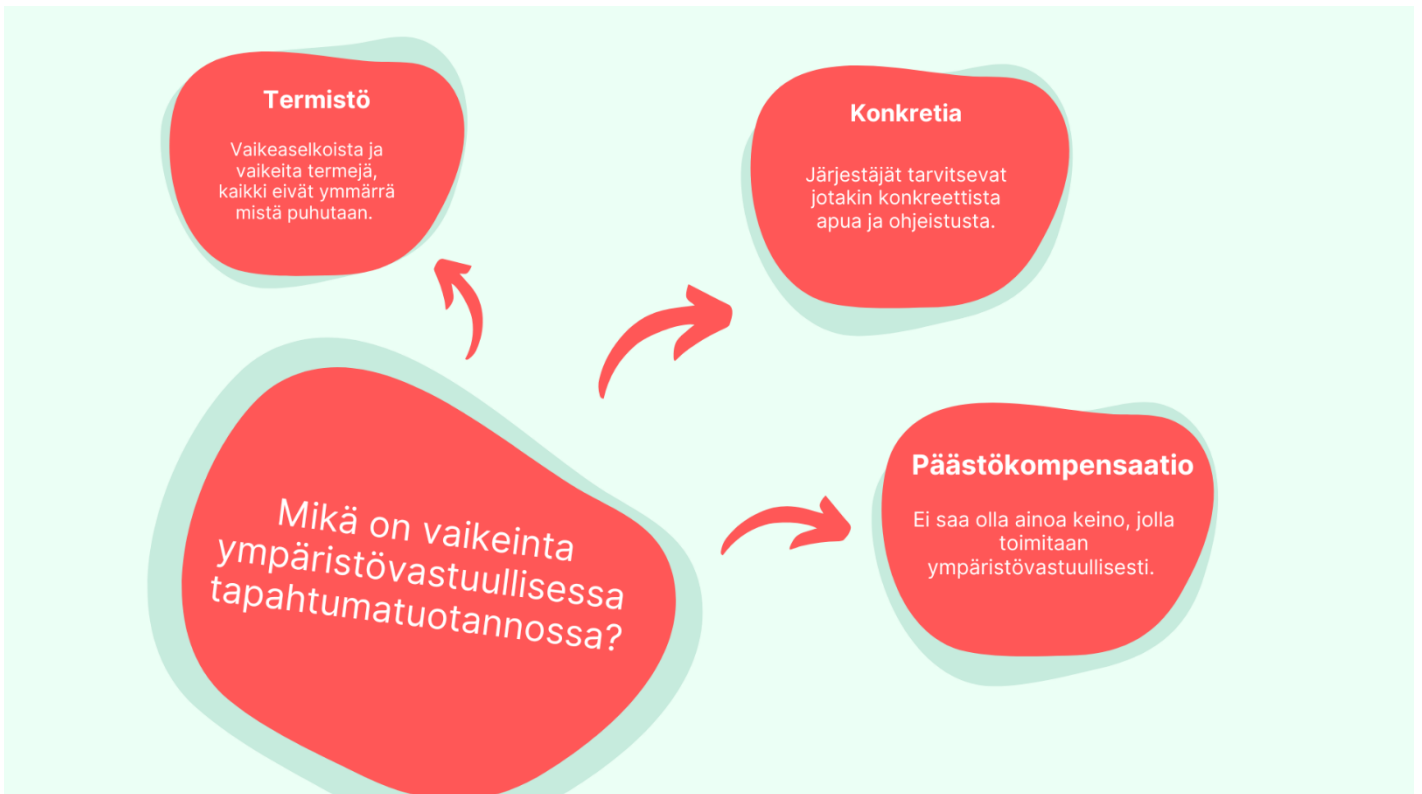 Termistö
Vaikeaselkoista ja
vaikeita termejä,
kaikki eivät ymmärrä
mistä puhutaan.
Konkretia
Järjestäjät tarvitsevat
jotakin konkreettista
apua ja ohjeistusta.
Mikä on vaikeinta
ympäristövastuullisessa
tapahtumatuotannossa?
Päästökompensaatio
Ei saa olla ainoa keino, jolla
toimitaan
ympäristövastuullisesti.